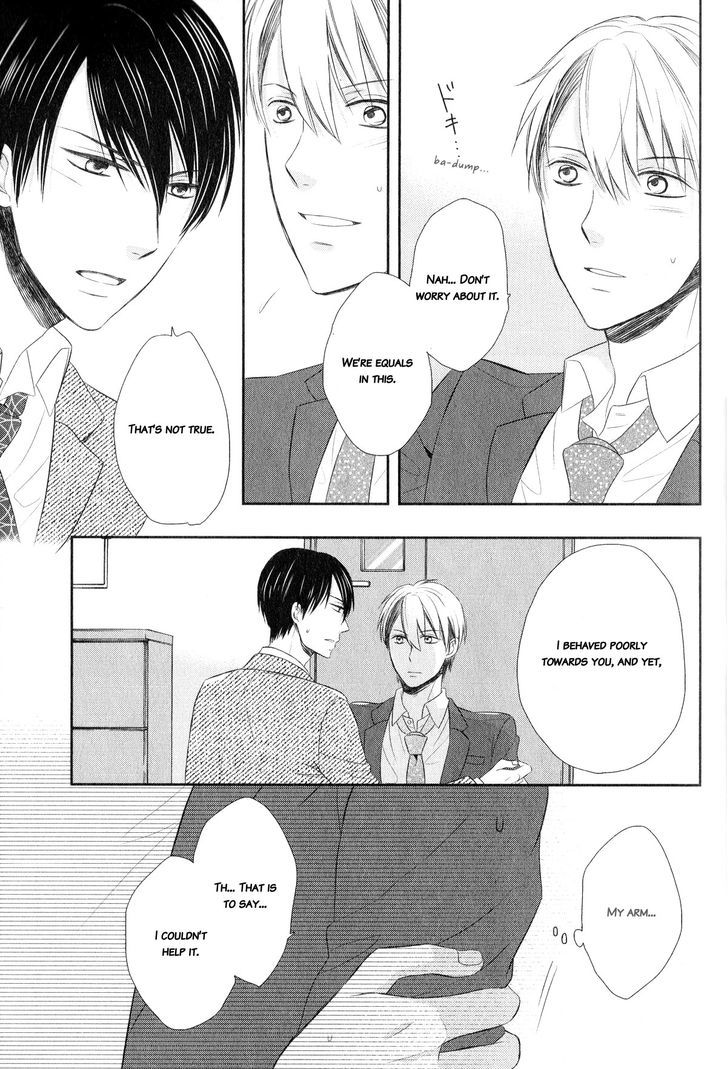 ドキ…
ba-dump...
NAH... DON'T
WORRY ABOUT IT.
WE'RE EQUALS
IN THIS.
THAT'S NOT TRUE.
I BEHAVED POORLY
TOWARDS YOU, AND YET,
MY ARM...
TH... THAT IS
TO SAY...
I COULDN'T
HELP IT.